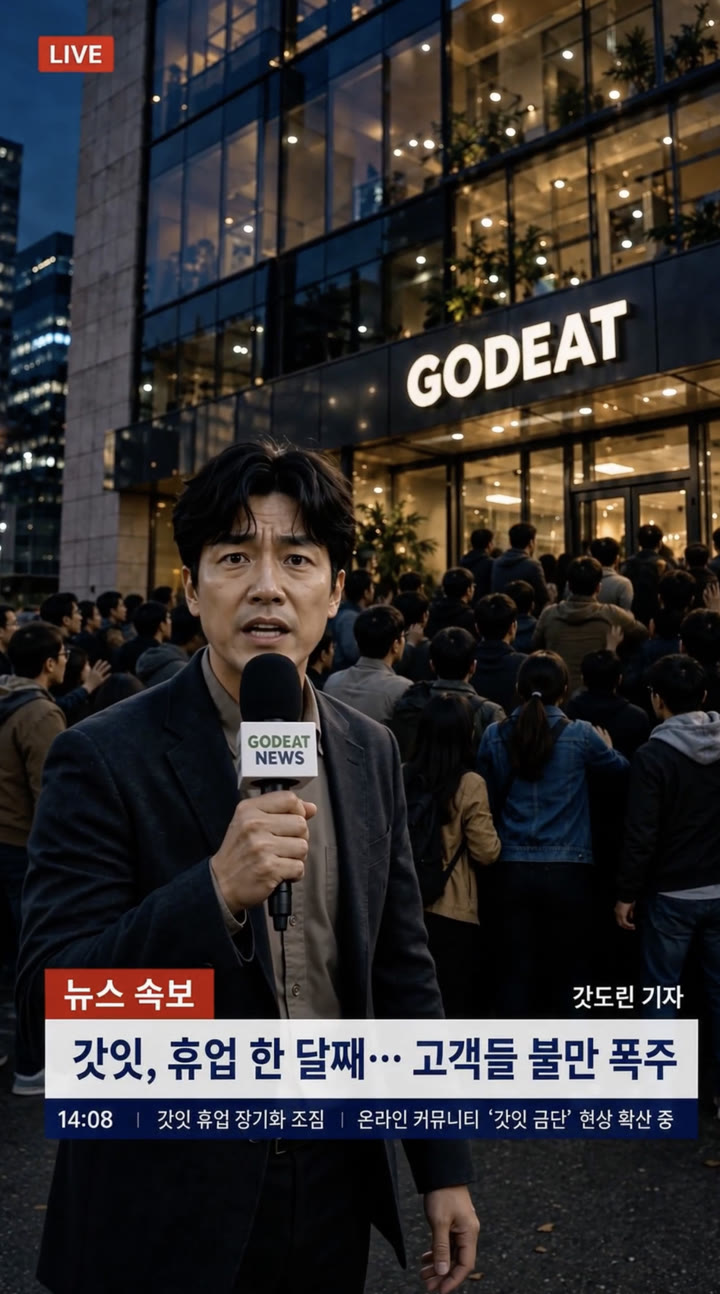 LIVE
GODEAT
GODEAT
NEWS
뉴스 속보
갓도린 기자
갓잇, 휴업 한 달째… 고객들 불만 폭주
14:08 | 갓잇 휴업 장기화 조짐 | 온라인 커뮤니티 ‘갓잇 금단’ 현상 확산 중